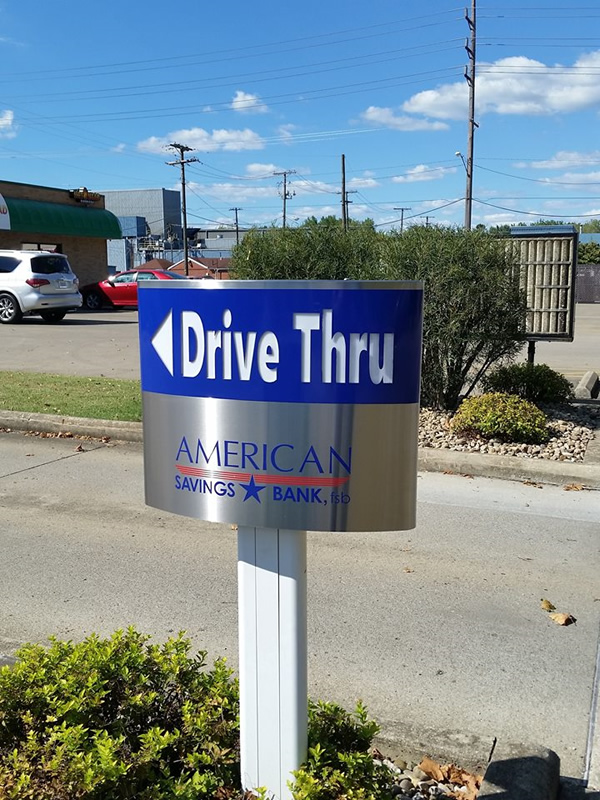 Drive Thru
AMERICAN
SAVINGS BANK, fsb